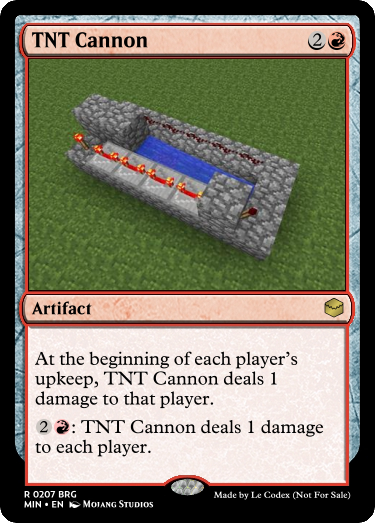 TNT Cannon 2
Artifact
At the beginning of each player's
upkeep, TNT Cannon deals 1
damage to that player.
2 : TNT Cannon deals 1 damage
to each player.
R 0207 BRG
MIN • EN Mojang Studios
Made by Le Codex (Not For Sale)